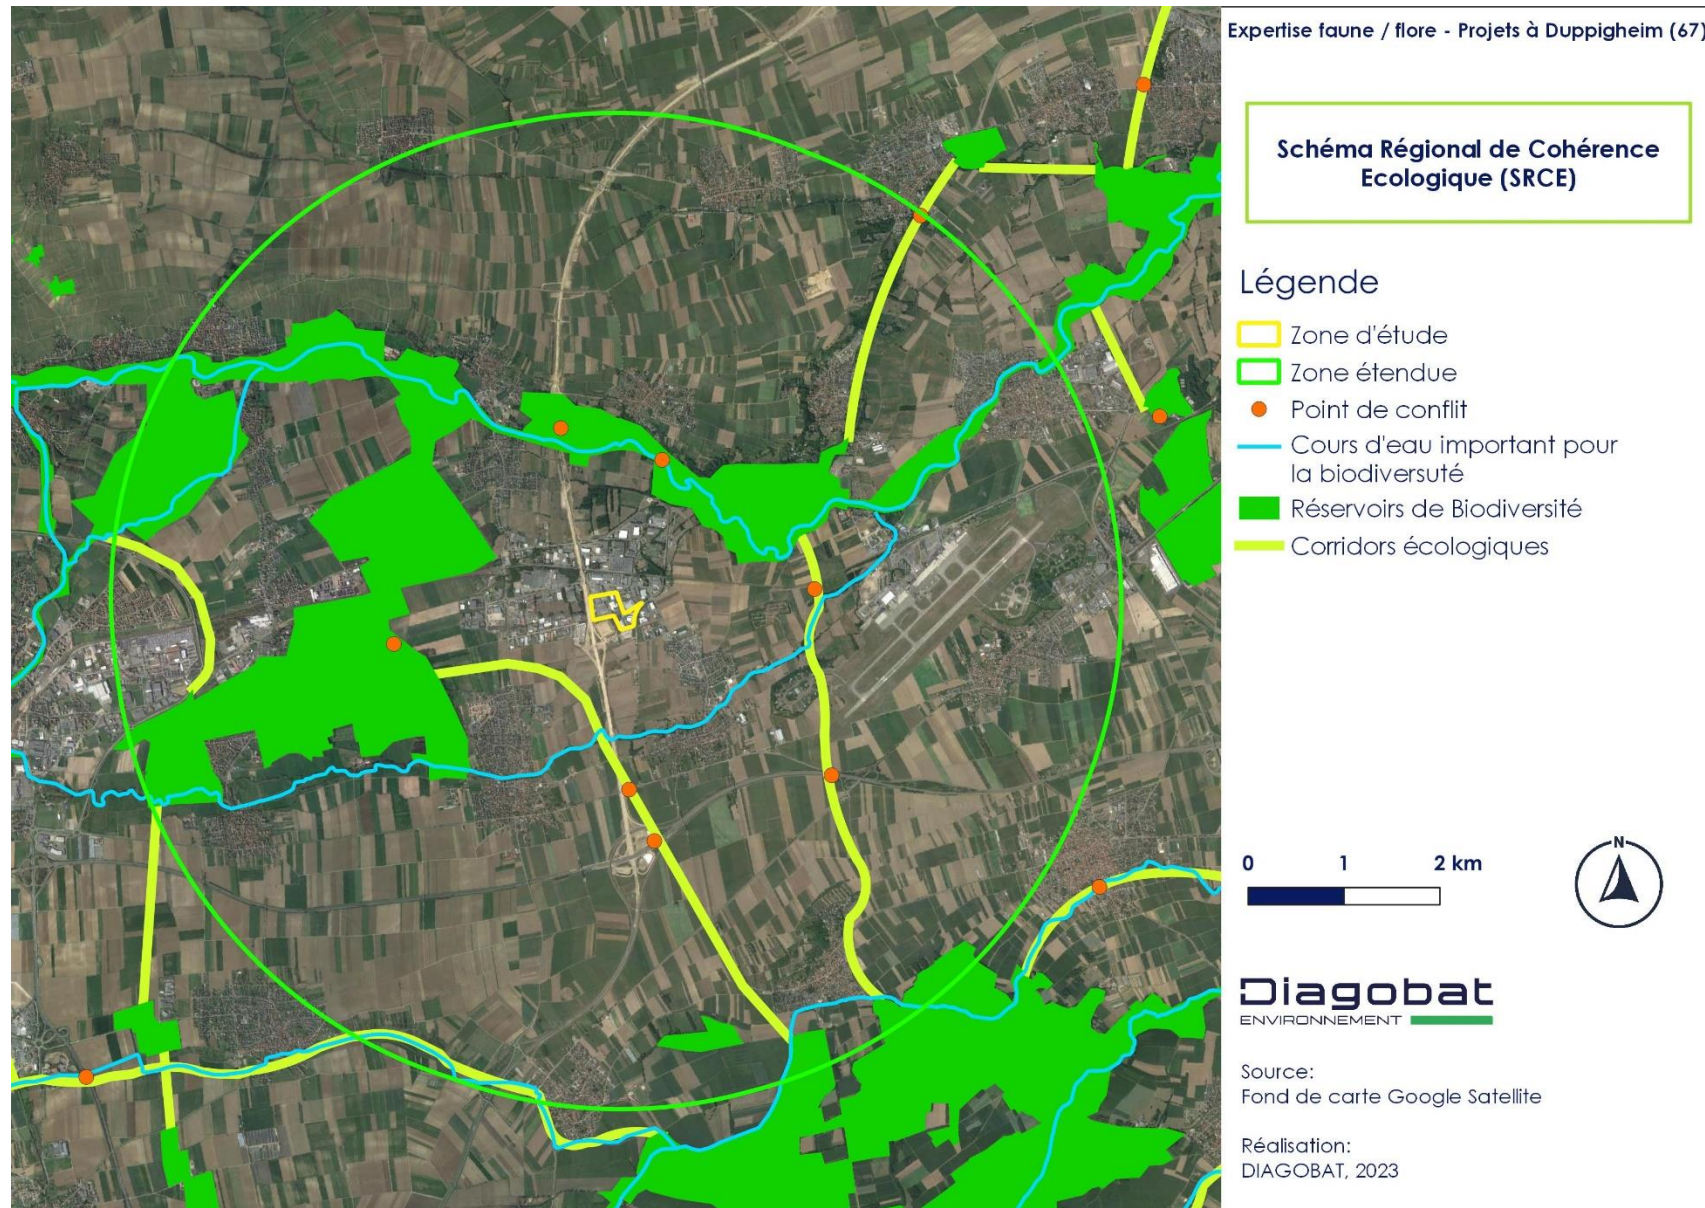 Expertise faune / flore - Projets à Duppigheim (67)
Schéma Régional de Cohérence
Ecologique (SRCE)
Légende
Zone d'étude
Zone étendue
Point de conflit
Cours d'eau important pour
la biodiversuté
Réservoirs de Biodiversité
Corridors écologiques
0 1 2 km
N
Diagobat
ENVIRONNEMENT
Source:
Fond de carte Google Satellite
Réalisation:
DIAGOBAT, 2023